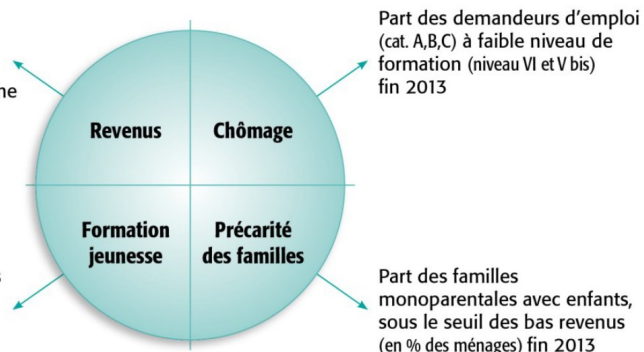 Part des demandeurs d’emploi
(cat. A,B,C) à faible niveau de
formation (niveau VI et V bis)
fin 2013
Revenus
Chômage
Formation
jeunesse
Précarité
des familles
Part des familles
monoparentales avec enfants,
sous le seuil des bas revenus
(en % des ménages) fin 2013